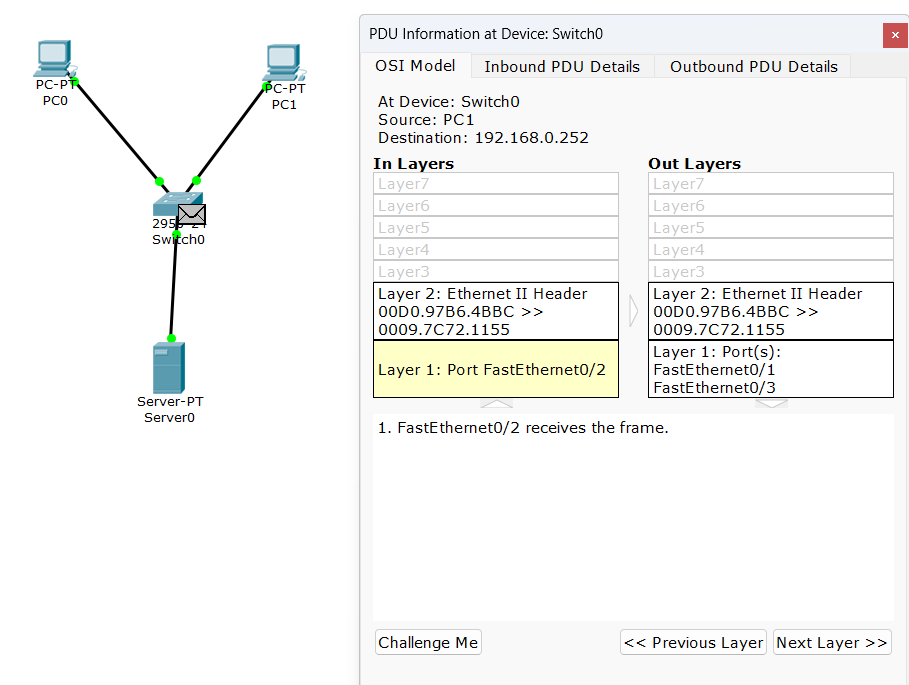 PC-PT
PC0
PC-PT
PC1
Switch0
Server-PT
Server0
PDU Information at Device: Switch0
OSI Model
Inbound PDU Details
Outbound PDU Details
At Device: Switch0
Source: PC1
Destination: 192.168.0.252
In Layers
Layer7
Layer6
Layer5
Layer4
Layer3
Layer 2: Ethernet II Header
00D0.97B6.4BBC >>
0009.7C72.1155
Layer 1: Port FastEthernet0/2
Out Layers
Layer7
Layer6
Layer5
Layer4
Layer3
Layer 2: Ethernet II Header
00D0.97B6.4BBC >>
0009.7C72.1155
Layer 1: Port(s):
FastEthernet0/1
FastEthernet0/3
1. FastEthernet0/2 receives the frame.
Challenge Me
<< Previous Layer
Next Layer >>